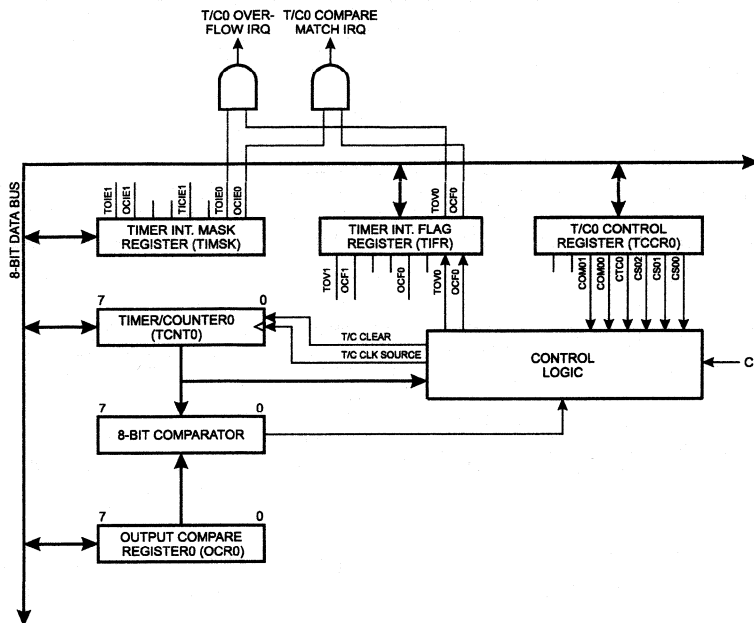 T/C0 OVER-
FLOW IRQ
T/C0 COMPARE
MATCH IRQ
8-BIT DATA BUS
TOIE1
OCIE1
TICIE1
TOIE0
OCIE0
TOV0
OCF0
TIMER INT. MASK
REGISTER (TIMSK)
TIMER INT. FLAG
REGISTER (TIFR)
T/C0 CONTROL
REGISTER (TCCR0)
TOV1
OCF1
OCF0
TOV0
OCF0
COM01
COM00
CTC0
CS02
CS01
CS00
7
0
TIMER/COUNTER0
(TCNT0)
T/C CLEAR
T/C CLK SOURCE
CONTROL
LOGIC
C
7
0
8-BIT COMPARATOR
7
0
OUTPUT COMPARE
REGISTER0 (OCR0)